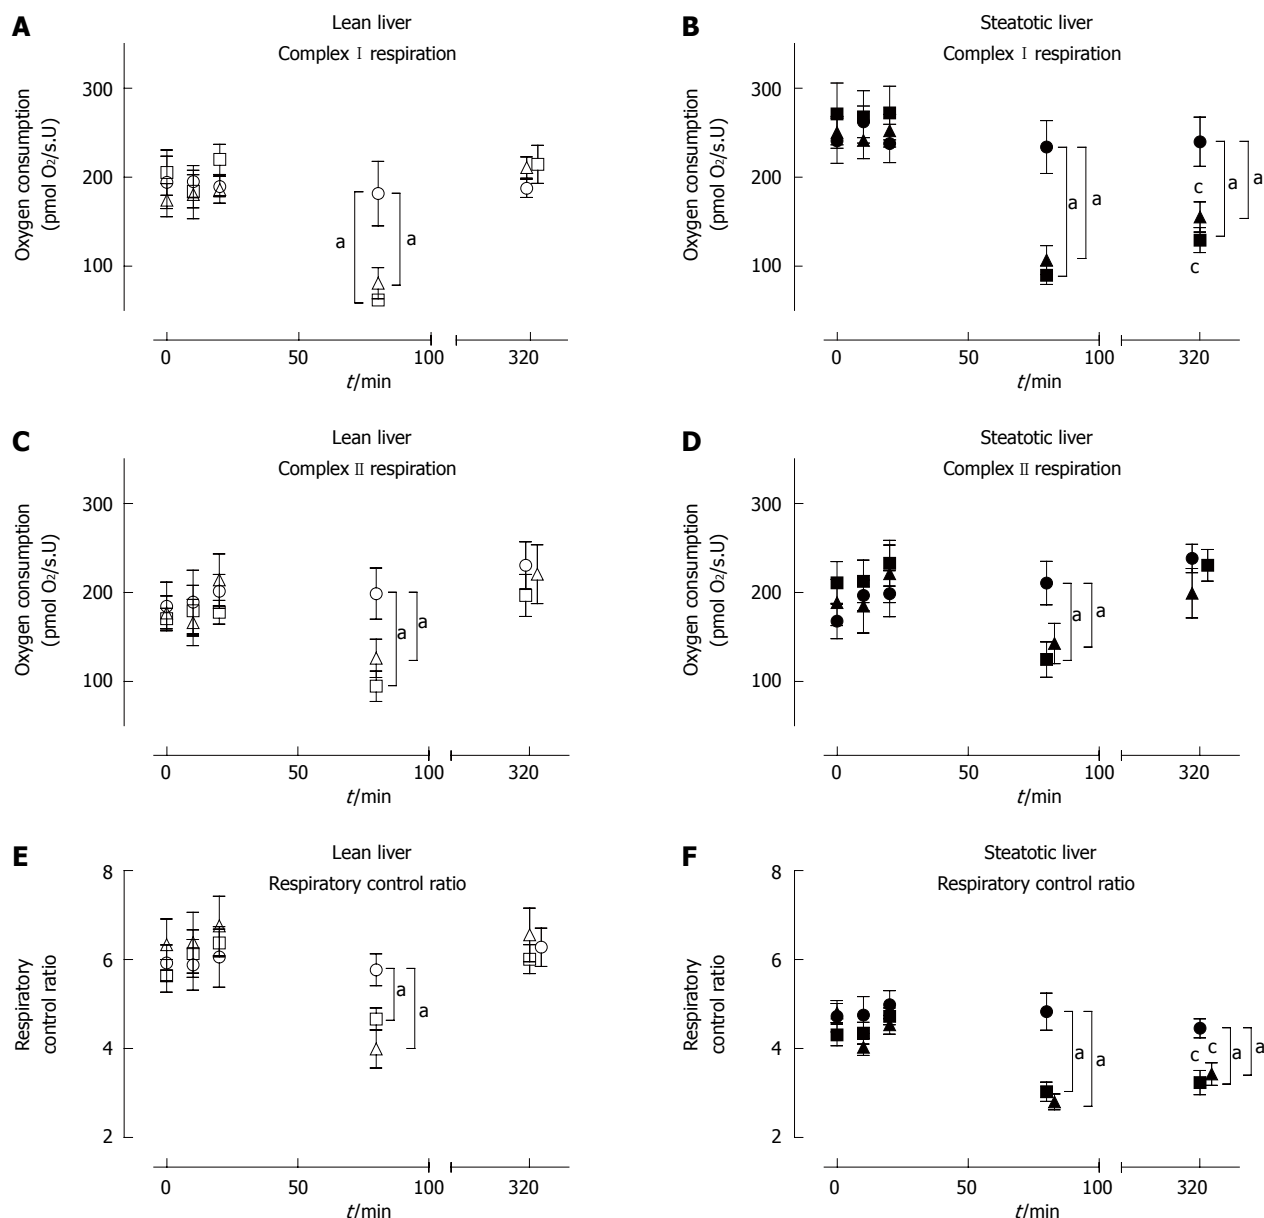 A
Lean liver
Complex Ⅰ respiration
Oxygen consumption
(pmol O₂/s.U)
300
200
100
a
a
0
50
100
320
t/min
B
Steatotic liver
Complex Ⅰ respiration
Oxygen consumption
(pmol O₂/s.U)
300
200
100
a
a
c
c
a
a
0
50
100
320
t/min
C
Lean liver
Complex Ⅱ respiration
Oxygen consumption
(pmol O₂/s.U)
300
200
100
a
a
0
50
100
320
t/min
D
Steatotic liver
Complex Ⅱ respiration
Oxygen consumption
(pmol O₂/s.U)
300
200
100
a
a
0
50
100
320
t/min
E
Lean liver
Respiratory control ratio
Respiratory
control ratio
8
6
4
2
a
a
0
50
100
320
t/min
F
Steatotic liver
Respiratory control ratio
Respiratory
control ratio
8
6
4
2
a
a
c
c
a
a
0
50
100
320
t/min